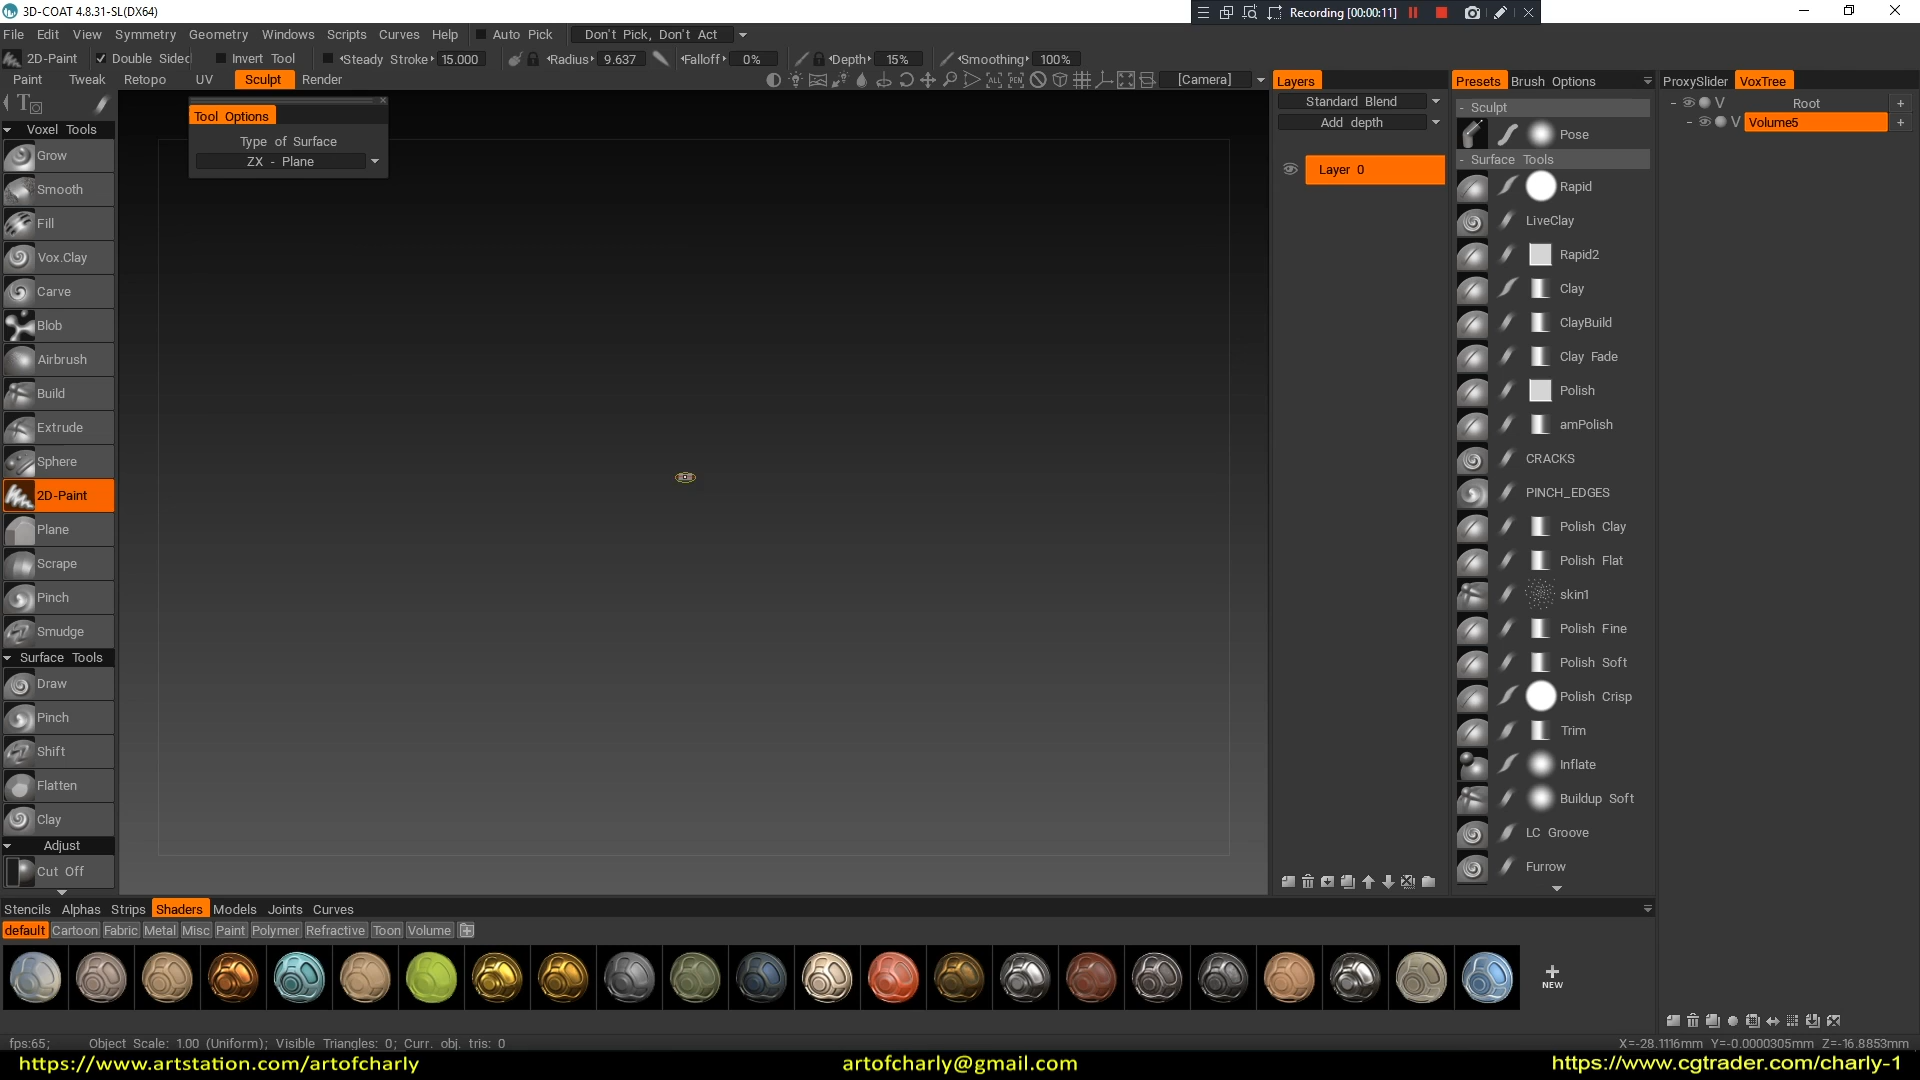 3D-COAT 4.8.31-SL(DX64)
Recording [00:00:11]
File Edit View Symmetry Geometry Windows Scripts Curves Help Auto Pick Don't Pick, Don't Act
2D-Paint Double Sided Invert Tool Steady Stroke 15.000 Radius 9.637 Falloff 0% Depth 15% Smoothing 100%
Paint Tweak Retopo UV Sculpt Render
ALL PEN [Camera]
Voxel Tools
Grow
Smooth
Fill
Vox.Clay
Carve
Blob
Airbrush
Build
Extrude
Sphere
2D-Paint
Plane
Scrape
Pinch
Smudge
Surface Tools
Draw
Pinch
Shift
Flatten
Clay
Adjust
Cut Off
Tool Options
Type of Surface
ZX - Plane
Layers
Standard Blend
Add depth
Layer 0
Presets Brush Options
- Sculpt
Pose
- Surface Tools
Rapid
LiveClay
Rapid2
Clay
ClayBuild
Clay Fade
Polish
amPolish
CRACKS
PINCH_EDGES
Polish Clay
Polish Flat
skin1
Polish Fine
Polish Soft
Polish Crisp
Trim
Inflate
Buildup Soft
LC Groove
Furrow
ProxySlider VoxTree
- V Root +
- V Volume5 +
Stencils Alphas Strips Shaders Models Joints Curves
default Cartoon Fabric Metal Misc Paint Polymer Refractive Toon Volume
NEW
fps:65; Object Scale: 1.00 (Uniform); Visible Triangles: 0; Curr. obj. tris: 0
X=-28.1116mm Y=-0.0000305mm Z=-16.8853mm
https://www.artstation.com/artofcharly
artofcharly@gmail.com
https://www.cgtrader.com/charly-1